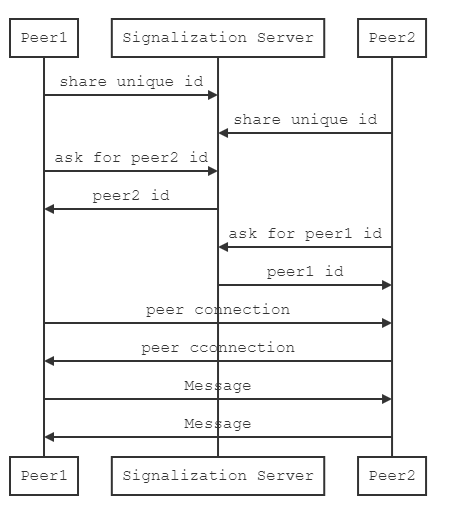 Peer1
Signalization Server
Peer2
share unique id
share unique id
ask for peer2 id
peer2 id
ask for peer1 id
peer1 id
peer connection
peer cconnection
Message
Message
Peer1
Signalization Server
Peer2